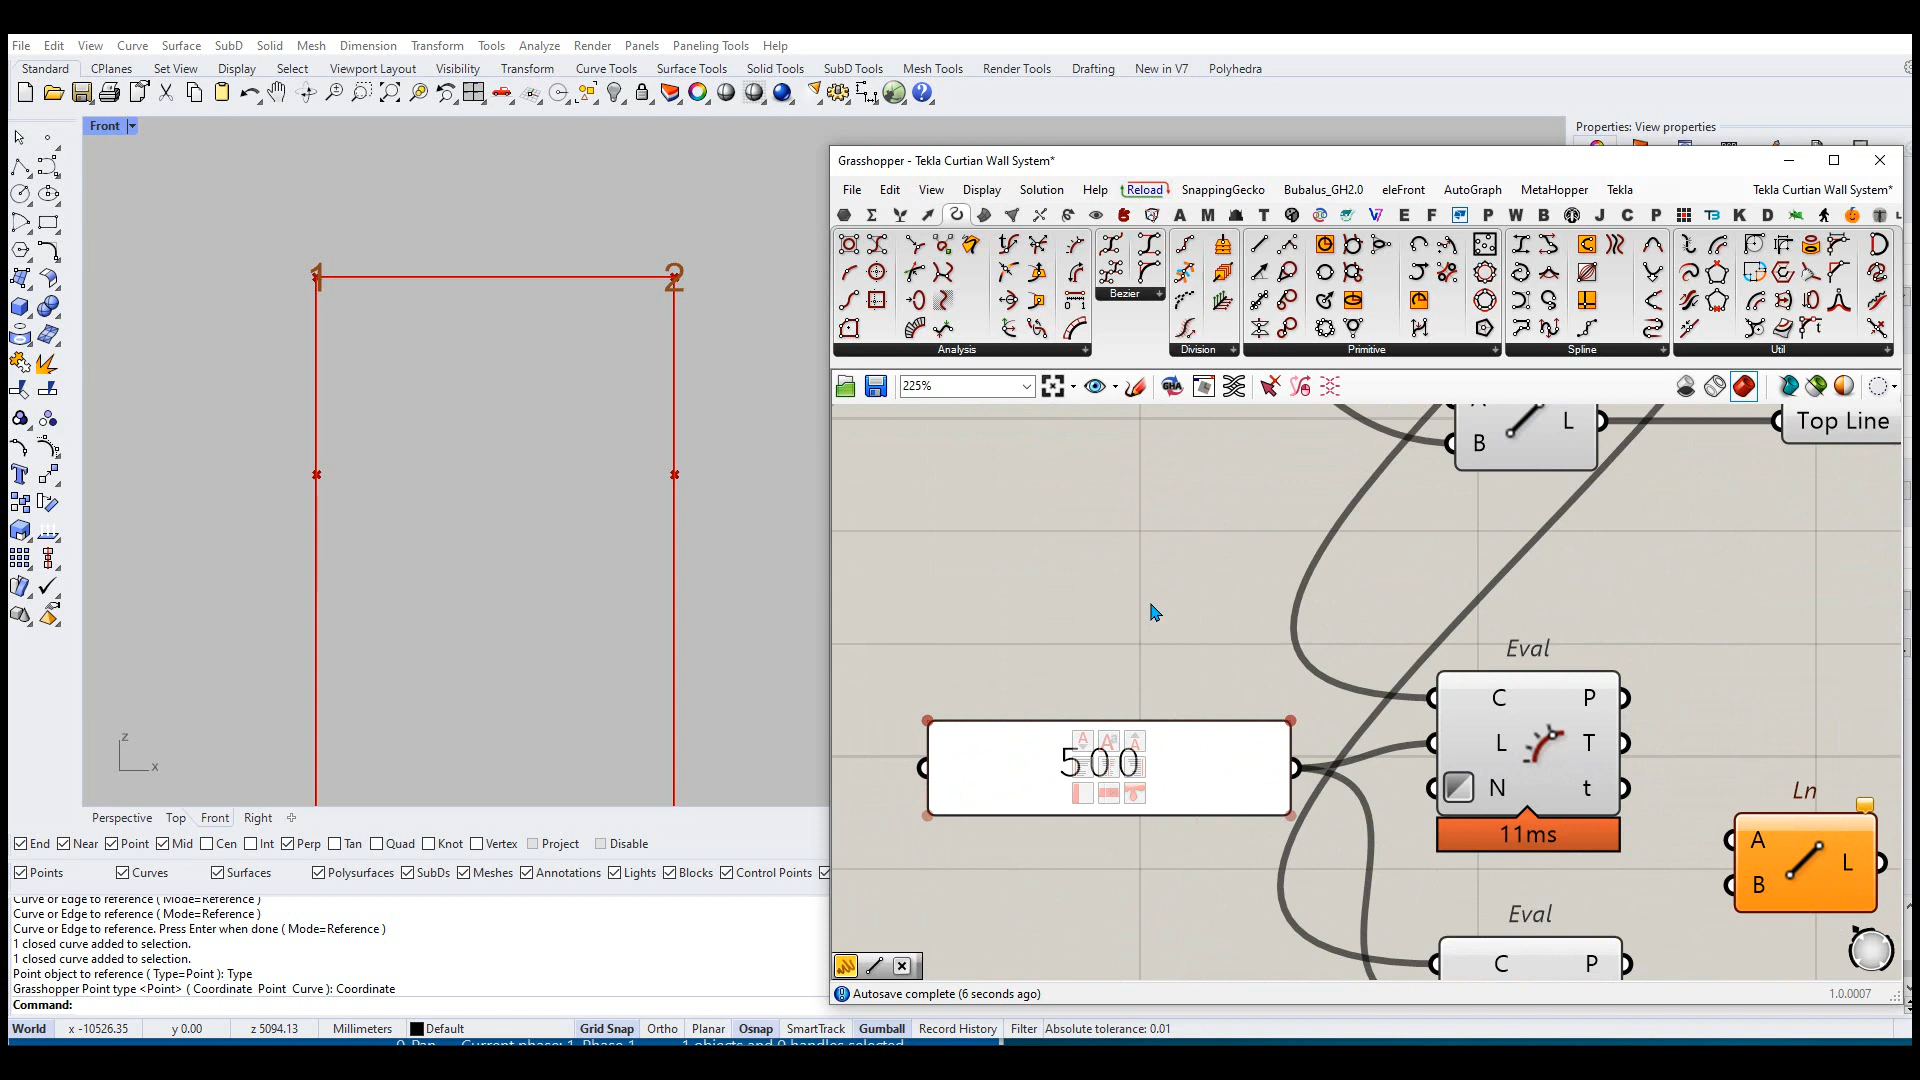 File Edit View Curve Surface SubD Solid Mesh Dimension Transform Tools Analyze Render Panels Paneling Tools Help
Standard CPlanes Set View Display Select Viewport Layout Visibility Transform Curve Tools Surface Tools Solid Tools SubD Tools Mesh Tools Render Tools Drafting New in V7 Polyhedra
Front
Properties: View properties
Grasshopper - Tekla Curtian Wall System*
File Edit View Display Solution Help Reload SnappingGecko Bubalus_GH2.0 eleFront AutoGraph MetaHopper Tekla Tekla Curtian Wall System*
Analysis
Bezier
Division
Primitive
Spline
Util
225%
1
2
B L
Top Line
Eval
C P
L T
N t
11ms
500
Ln
A
B
L
Eval
C P
z
x
Perspective Top Front Right
End Near Point Mid Cen Int Perp Tan Quad Knot Vertex Project Disable
Points Curves Surfaces Polysurfaces SubDs Meshes Annotations Lights Blocks Control Points
Curve or Edge to reference ( Mode=Reference )
Curve or Edge to reference ( Mode=Reference )
Curve or Edge to reference. Press Enter when done ( Mode=Reference )
1 closed curve added to selection.
1 closed curve added to selection.
Point object to reference ( Type=Point ): Type
Grasshopper Point type <Point> ( Coordinate Point Curve ): Coordinate
Command:
Autosave complete (6 seconds ago)
1.0.0007
World x -10526.35 y 0.00 z 5094.13 Millimeters Default Grid Snap Ortho Planar Osnap SmartTrack Gumball Record History Filter Absolute tolerance: 0.01